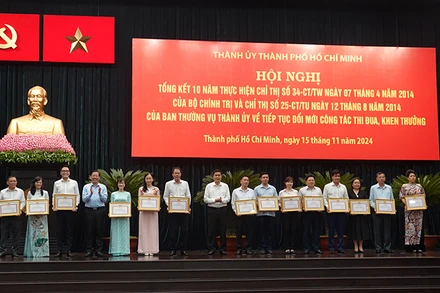 THÀNH ỦY THÀNH PHỐ HỒ CHÍ MINH
HỘI NGHỊ
TỔNG KẾT 10 NĂM THỰC HIỆN CHỈ THỊ SỐ 34-CT/TW NGÀY 07 THÁNG 4 NĂM 2014
CỦA BỘ CHÍNH TRỊ VÀ CHỈ THỊ SỐ 25-CT/TU NGÀY 12 THÁNG 8 NĂM 2014
CỦA BAN THƯỜNG VỤ THÀNH ỦY VỀ TIẾP TỤC ĐỔI MỚI CÔNG TÁC THI ĐUA, KHEN THƯỞNG
Thành phố Hồ Chí Minh, ngày 15 tháng 11 năm 2024